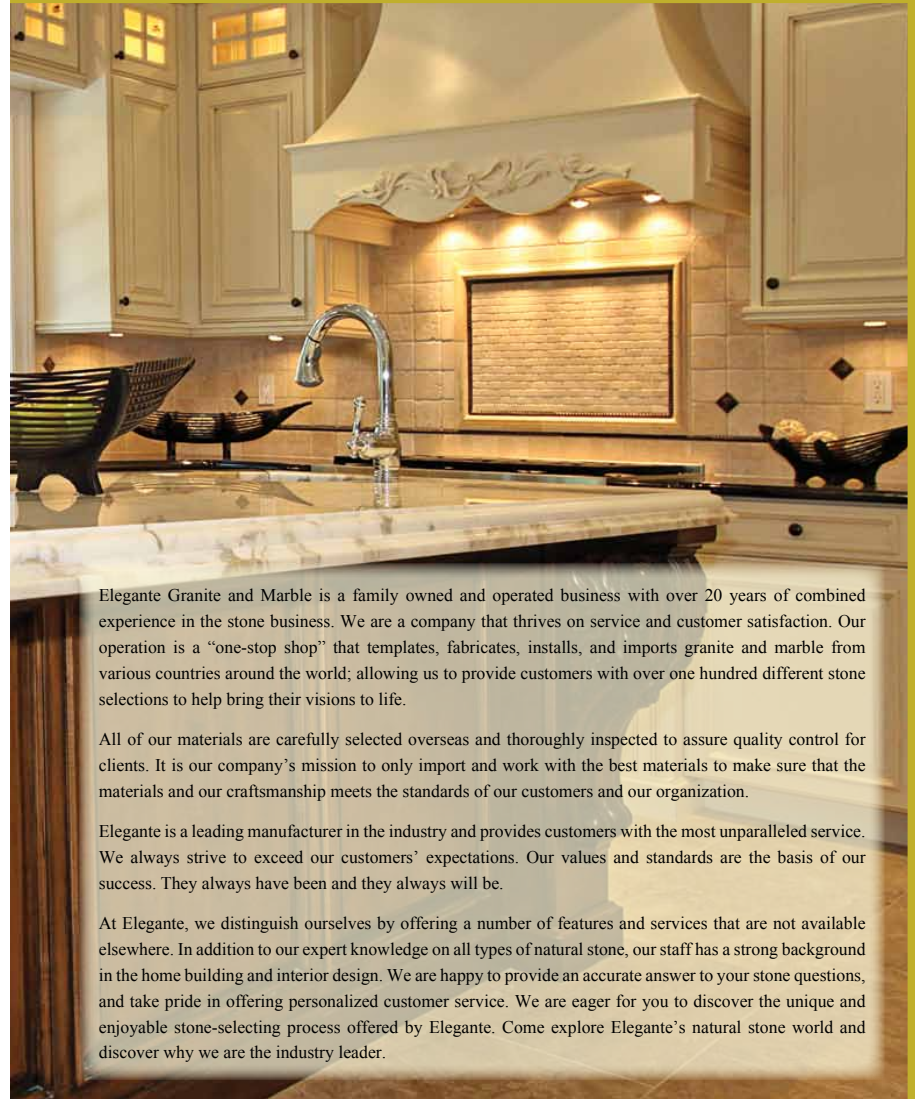 Elegante Granite and Marble is a family owned and operated business with over 20 years of combined
experience in the stone business. We are a company that thrives on service and customer satisfaction. Our
operation is a “one-stop shop” that templates, fabricates, installs, and imports granite and marble from
various countries around the world; allowing us to provide customers with over one hundred different stone
selections to help bring their visions to life.
All of our materials are carefully selected overseas and thoroughly inspected to assure quality control for
clients. It is our company’s mission to only import and work with the best materials to make sure that the
materials and our craftsmanship meets the standards of our customers and our organization.
Elegante is a leading manufacturer in the industry and provides customers with the most unparalleled service.
We always strive to exceed our customers’ expectations. Our values and standards are the basis of our
success. They always have been and they always will be.
At Elegante, we distinguish ourselves by offering a number of features and services that are not available
elsewhere. In addition to our expert knowledge on all types of natural stone, our staff has a strong background
in the home building and interior design. We are happy to provide an accurate answer to your stone questions,
and take pride in offering personalized customer service. We are eager for you to discover the unique and
enjoyable stone-selecting process offered by Elegante. Come explore Elegante’s natural stone world and
discover why we are the industry leader.